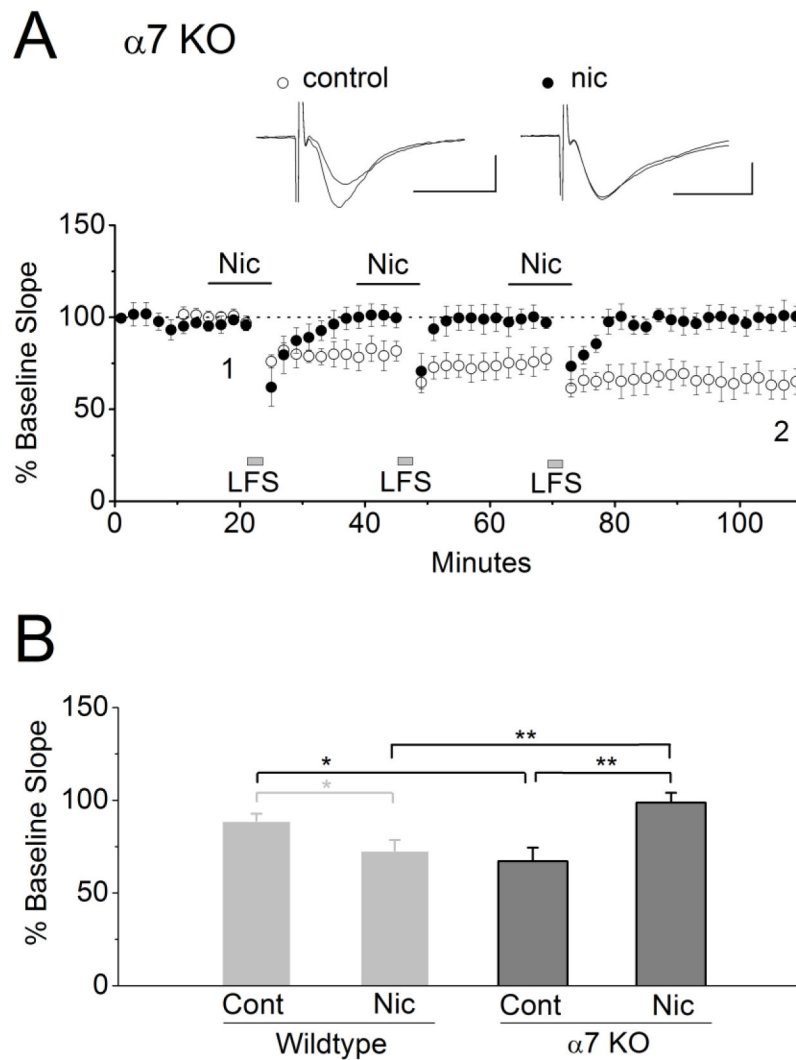 A
α7 KO
control nic
150
Nic Nic Nic
100
% Baseline Slope
1
50
2
LFS LFS LFS
0
0 20 40 60 80 100
Minutes
B
150
**
* **
*
100
% Baseline Slope
50
0
Cont Nic Cont Nic
Wildtype α7 KO